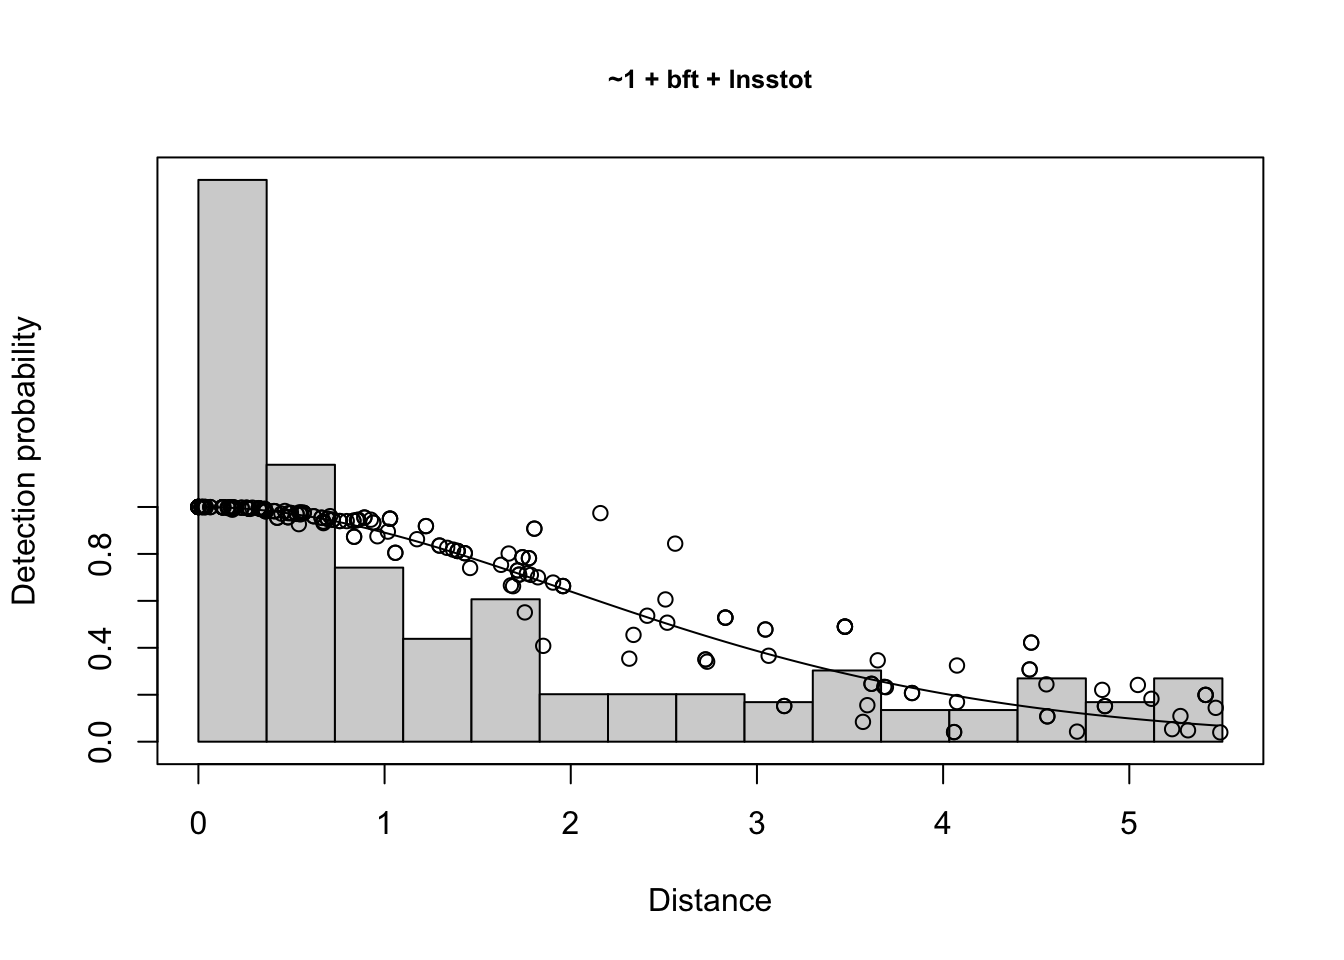 ~1 + bft + lnsstot
Detection probability
0.8
0.4
0.0
0 1 2 3 4 5
Distance